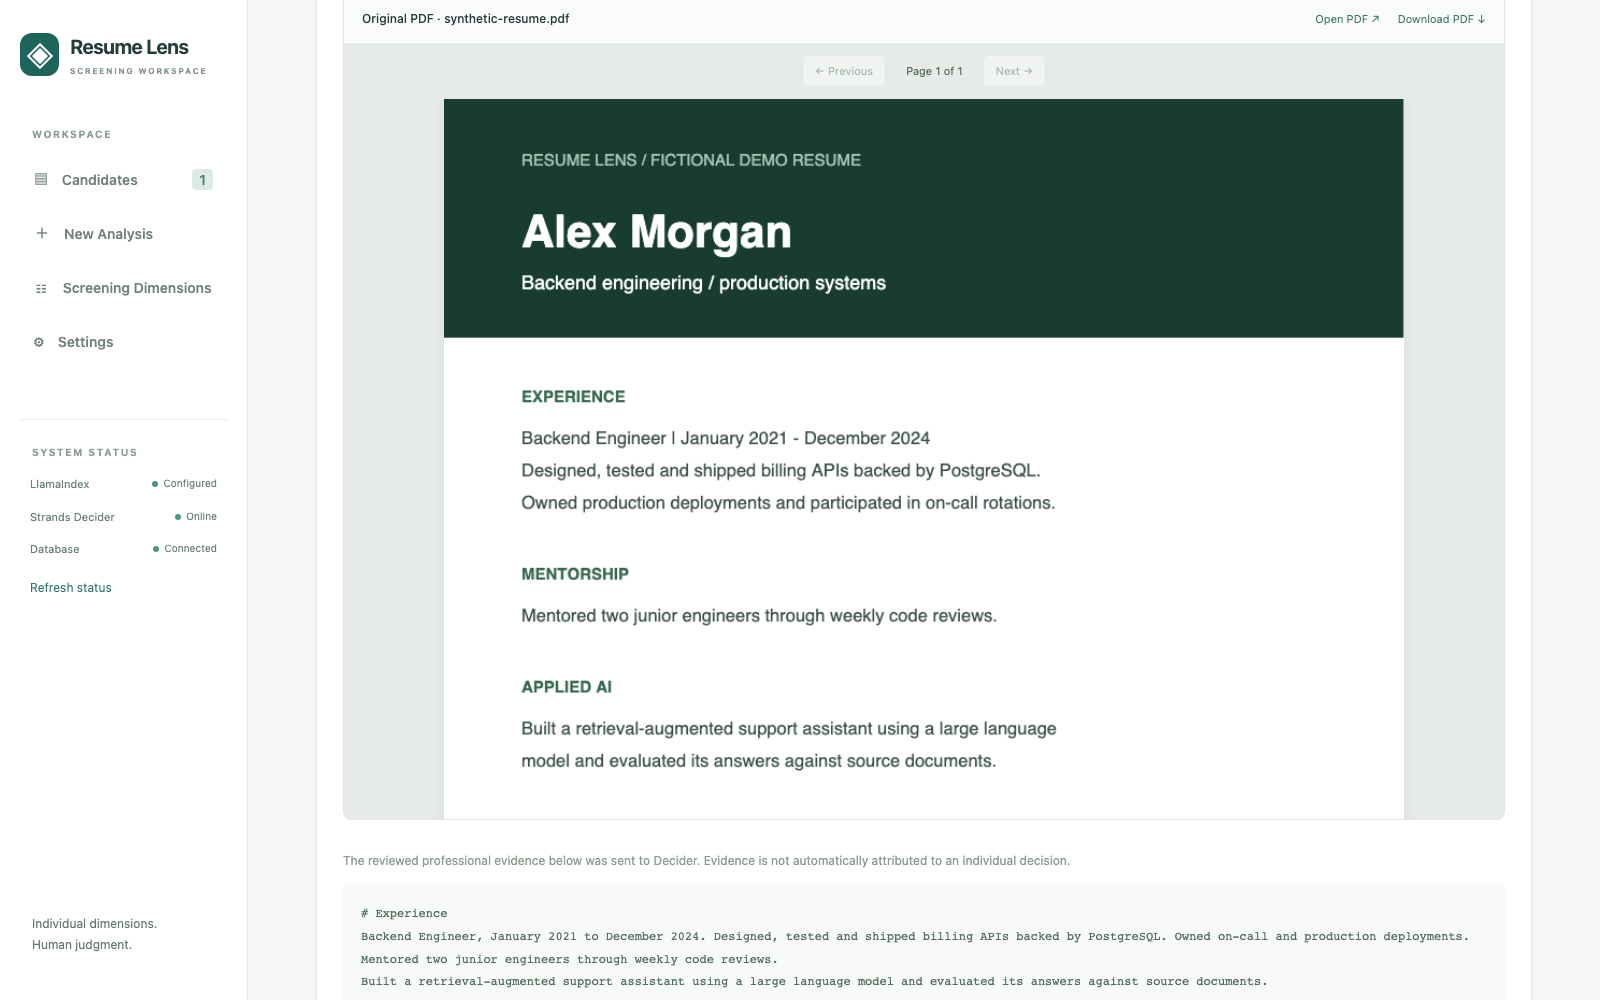 Resume Lens
SCREENING WORKSPACE
WORKSPACE
Candidates 1
New Analysis
Screening Dimensions
Settings
SYSTEM STATUS
LlamaIndex Configured
Strands Decider Online
Database Connected
Refresh status
Individual dimensions.
Human judgment.
Original PDF · synthetic-resume.pdf Open PDF ↗ Download PDF ↓
← Previous Page 1 of 1 Next →
RESUME LENS / FICTIONAL DEMO RESUME
Alex Morgan
Backend engineering / production systems
EXPERIENCE
Backend Engineer | January 2021 - December 2024
Designed, tested and shipped billing APIs backed by PostgreSQL.
Owned production deployments and participated in on-call rotations.
MENTORSHIP
Mentored two junior engineers through weekly code reviews.
APPLIED AI
Built a retrieval-augmented support assistant using a large language
model and evaluated its answers against source documents.
The reviewed professional evidence below was sent to Decider. Evidence is not automatically attributed to an individual decision.
# Experience
Backend Engineer, January 2021 to December 2024. Designed, tested and shipped billing APIs backed by PostgreSQL. Owned on-call and production deployments.
Mentored two junior engineers through weekly code reviews.
Built a retrieval-augmented support assistant using a large language model and evaluated its answers against source documents.